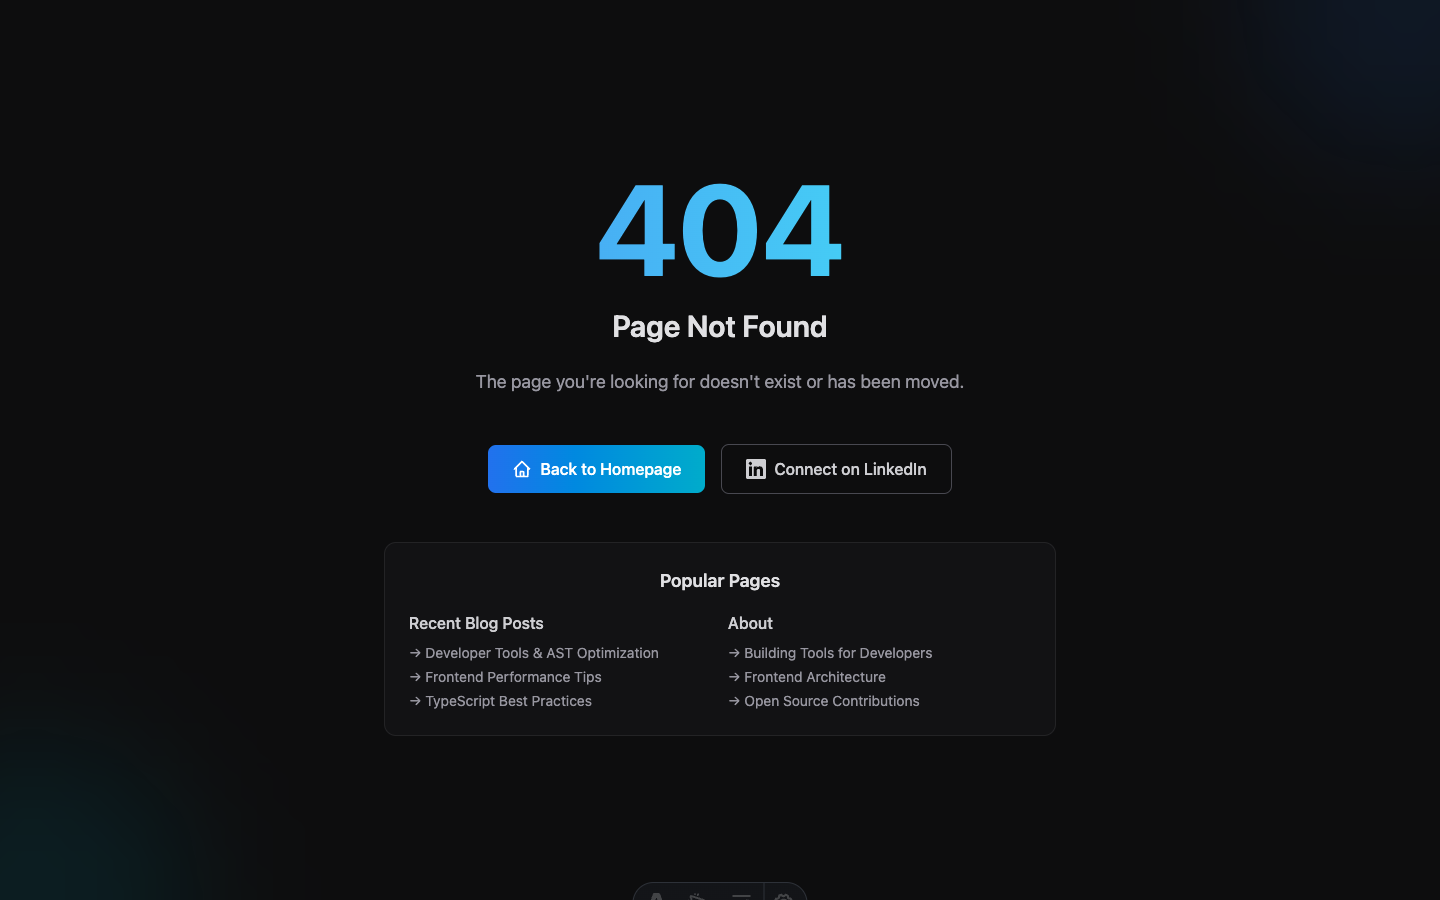 404
Page Not Found
The page you're looking for doesn't exist or has been moved.
Back to Homepage
Connect on LinkedIn
Popular Pages
Recent Blog Posts
→ Developer Tools & AST Optimization
→ Frontend Performance Tips
→ TypeScript Best Practices
About
→ Building Tools for Developers
→ Frontend Architecture
→ Open Source Contributions